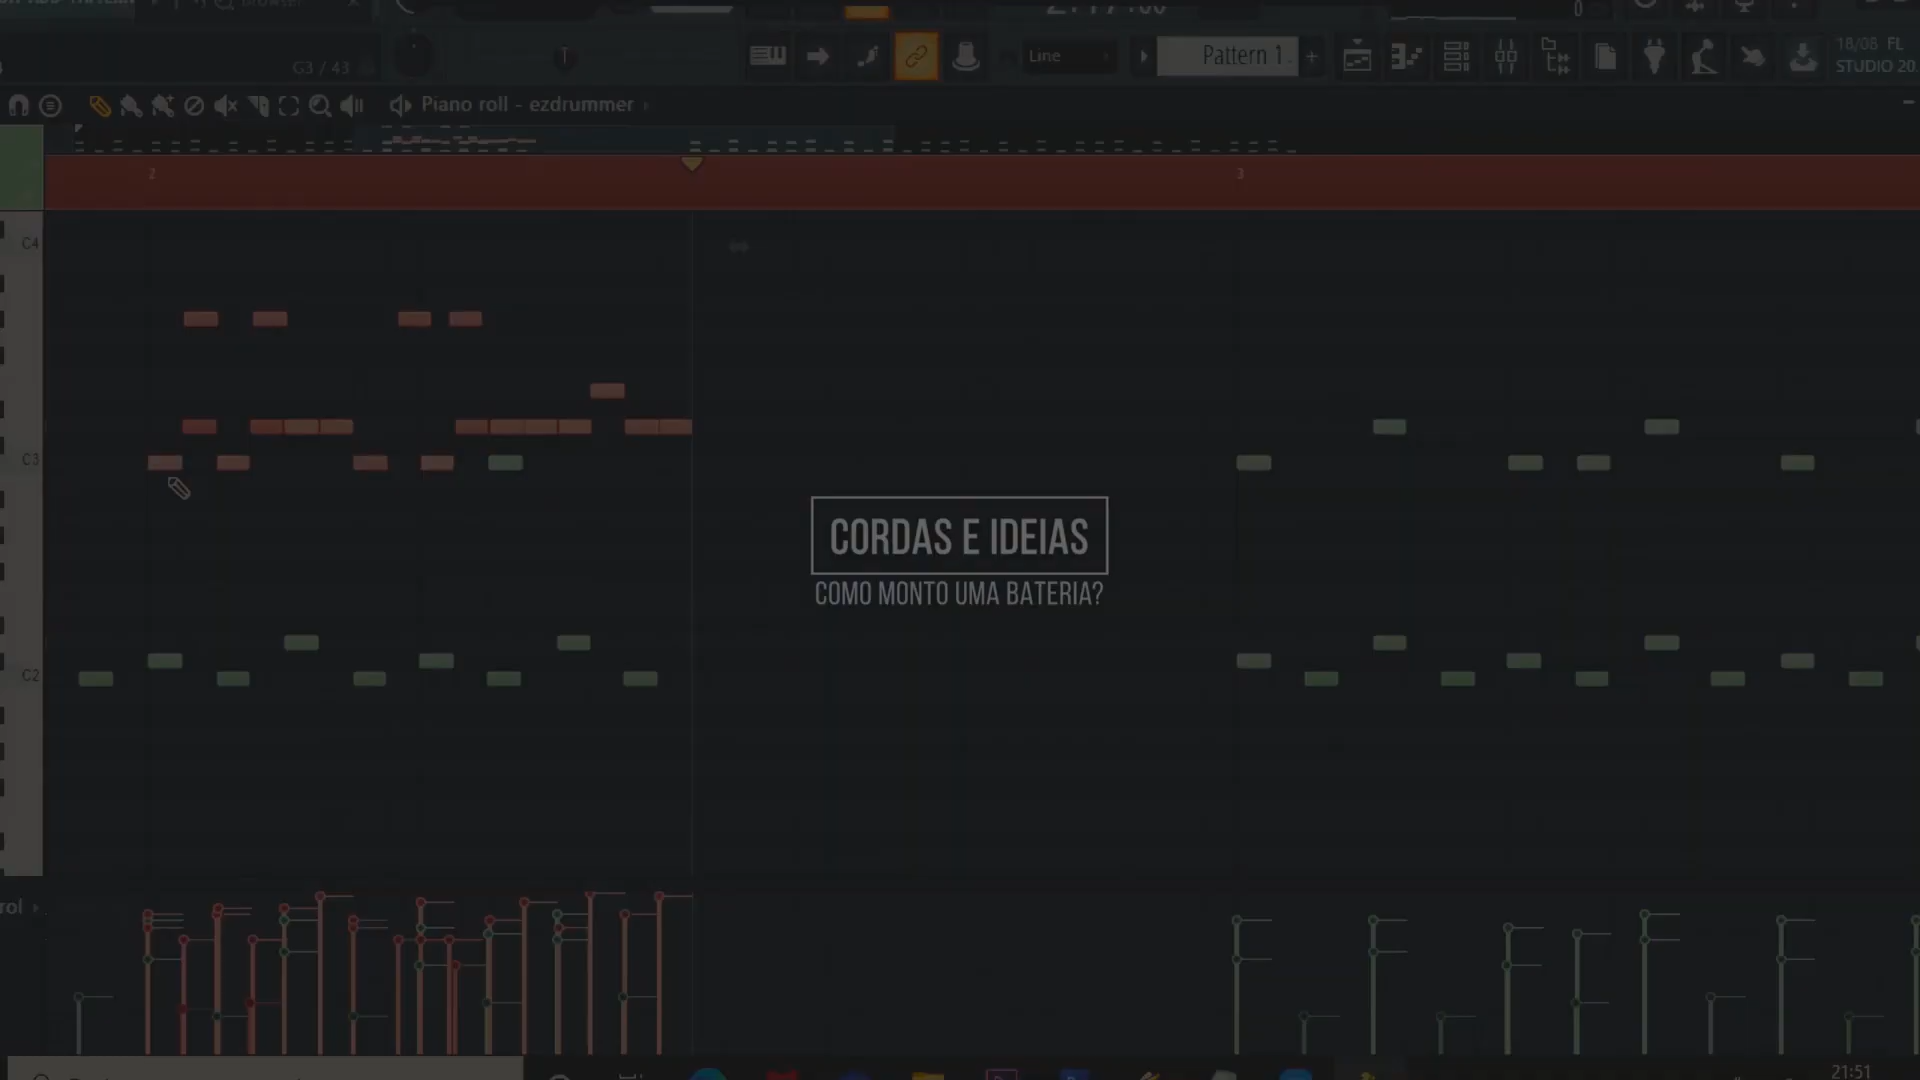 G3 / 43
Line
Pattern 1
18/08 FL
STUDIO 20.
Piano roll - ezdrummer
2
3
C4
C3
CORDAS E IDEIAS
COMO MONTO UMA BATERIA?
C2
rol
21:51